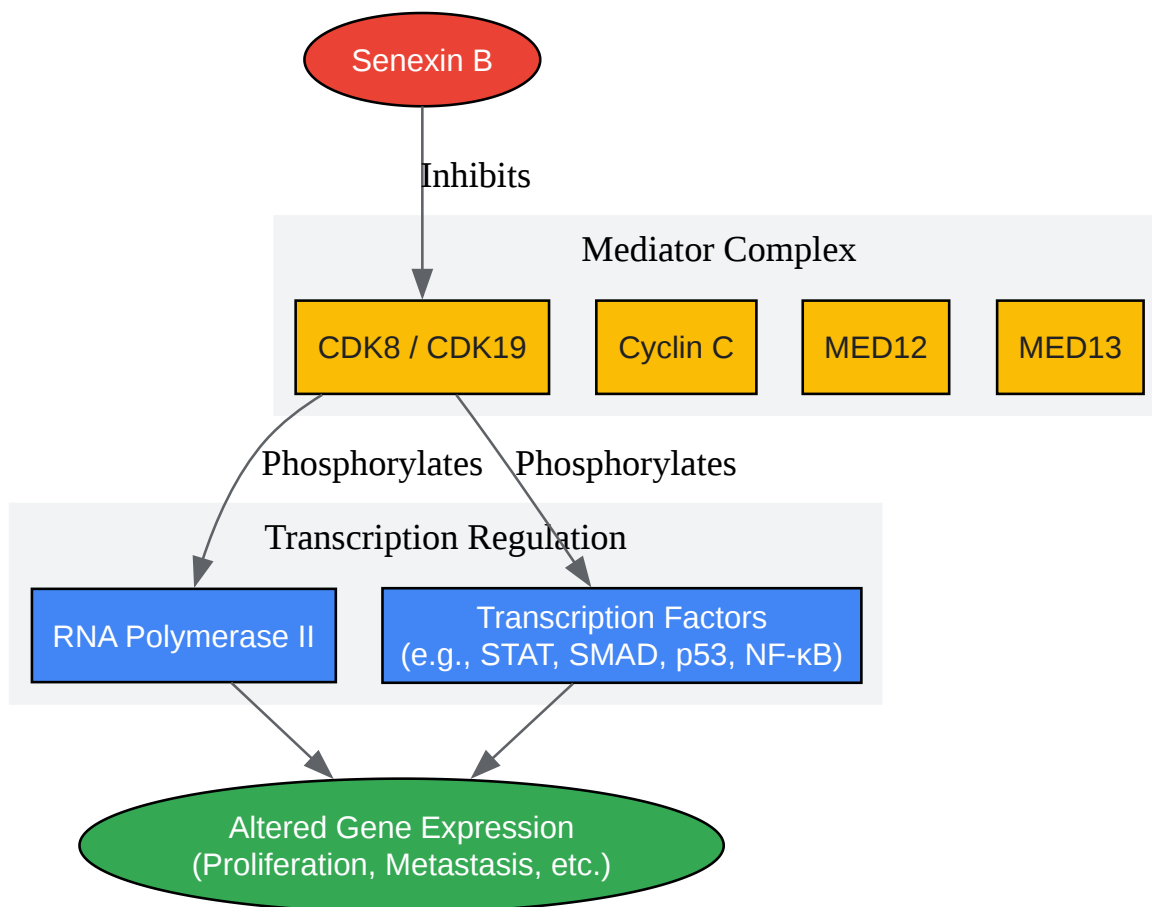 Senexin B
Inhibits
Mediator Complex
CDK8 / CDK19
Cyclin C
MED12
MED13
Phosphorylates
Phosphorylates
Transcription Regulation
RNA Polymerase II
Transcription Factors
(e.g., STAT, SMAD, p53, NF-κB)
Altered Gene Expression
(Proliferation, Metastasis, etc.)